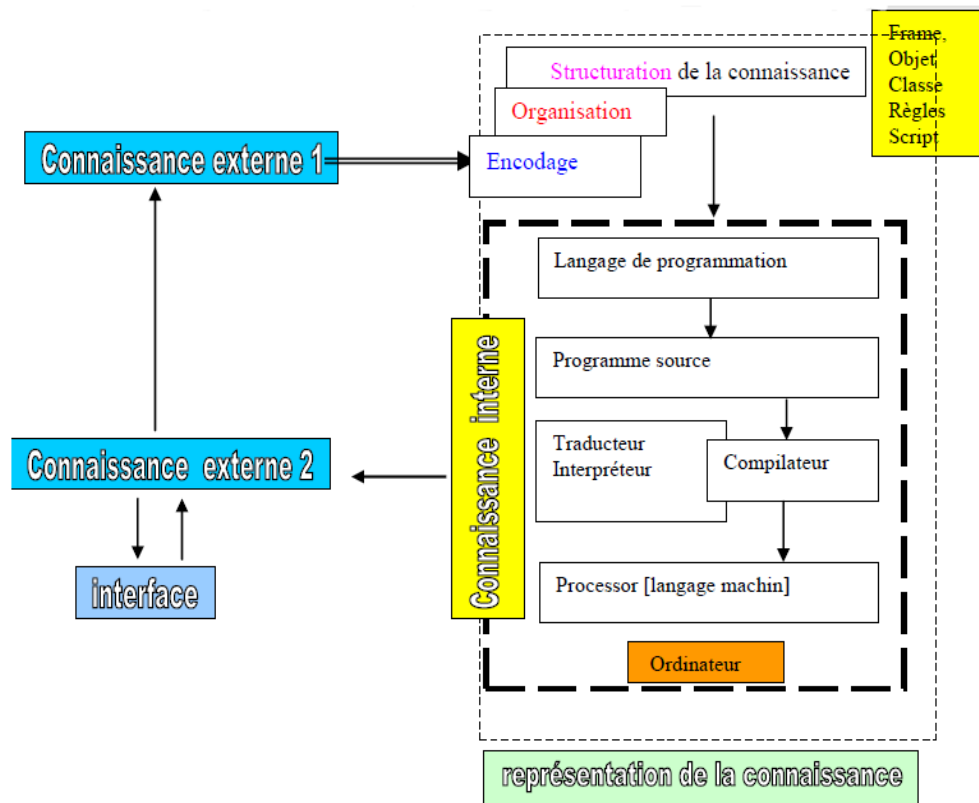 Frame,
Objet
Classe
Règles
Script
Structuration de la connaissance
Organisation
Encodage
Connaissance externe 1
Langage de programmation
Programme source
Traducteur
Interpréteur
Compilateur
Processor [langage machin]
Ordinateur
Connaissance interne
Connaissance externe 2
interface
représentation de la connaissance